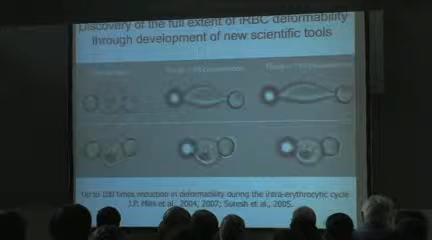 Discovery of the full extent of iRBC deformability
through development of new scientific tools
Up to 100 times reduction in deformability during the intra-erythrocytic cycle
J.P. Mills et al., 2004, 2007; Suresh et al., 2005.